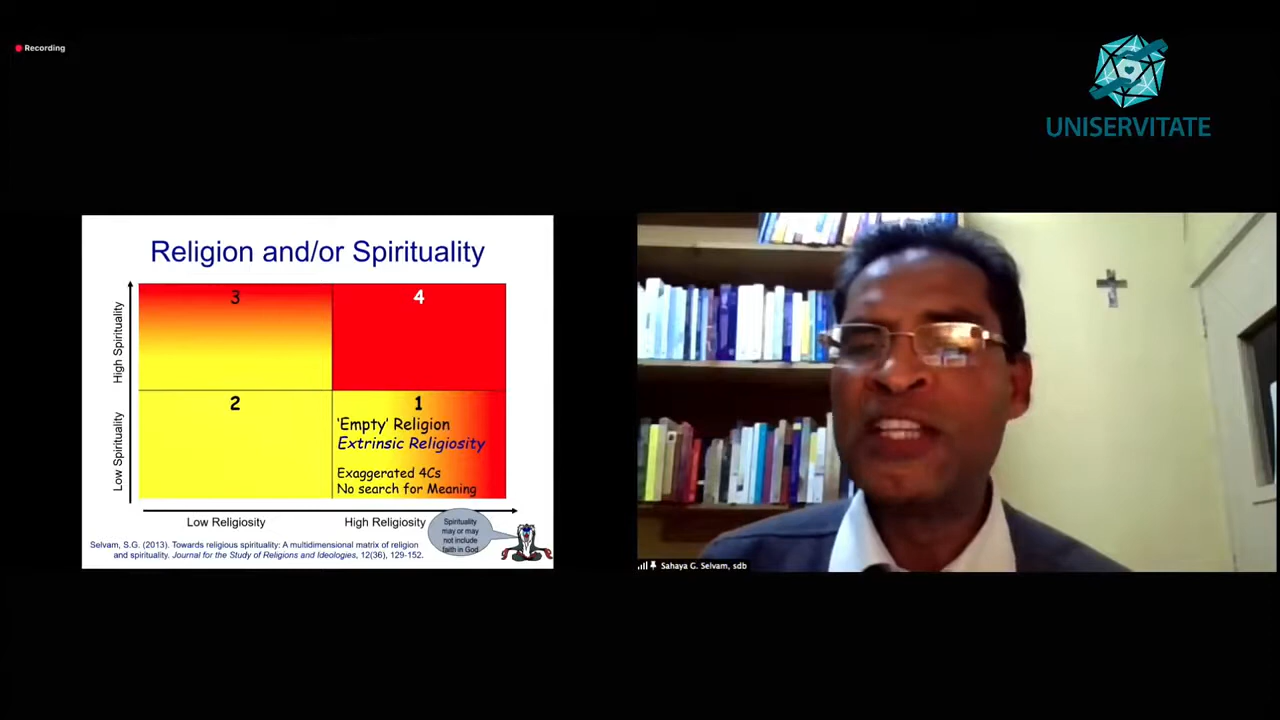 Recording
UNISERVITATE
Religion and/or Spirituality
High Spirituality
Low Spirituality
3
4
2
1
‘Empty’ Religion
Extrinsic Religiosity
Exaggerated 4Cs
No search for Meaning
Low Religiosity
High Religiosity
Spirituality
may or may
not include
faith in God
Selvam, S.G. (2013). Towards religious spirituality: A multidimensional matrix of religion
and spirituality. Journal for the Study of Religions and Ideologies, 12(36), 129-152.
Sahaya G. Selvam, sdb